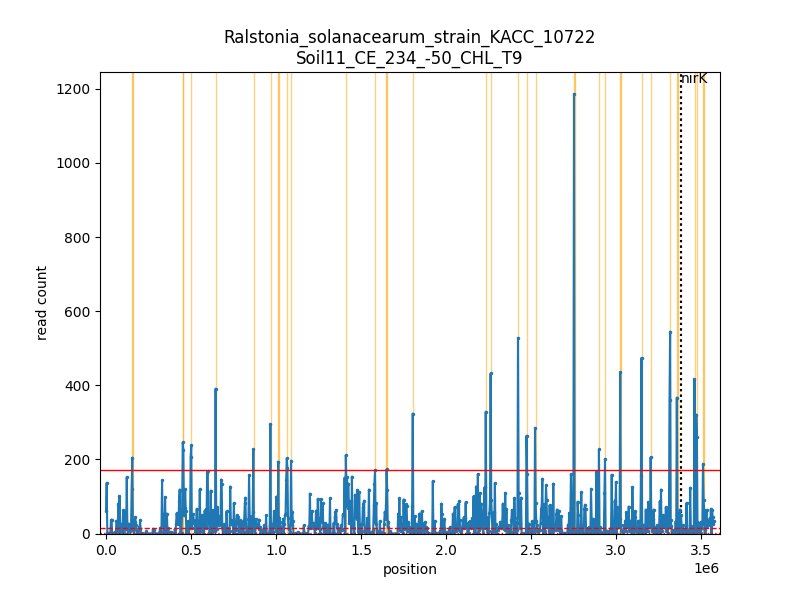 Ralstonia_solanacearum_strain_KACC_10722
Soil11_CE_234_-50_CHL_T9
nirK
1200
1000
800
600
400
200
0
read count
0.0 0.5 1.0 1.5 2.0 2.5 3.0 3.5
1e6
position